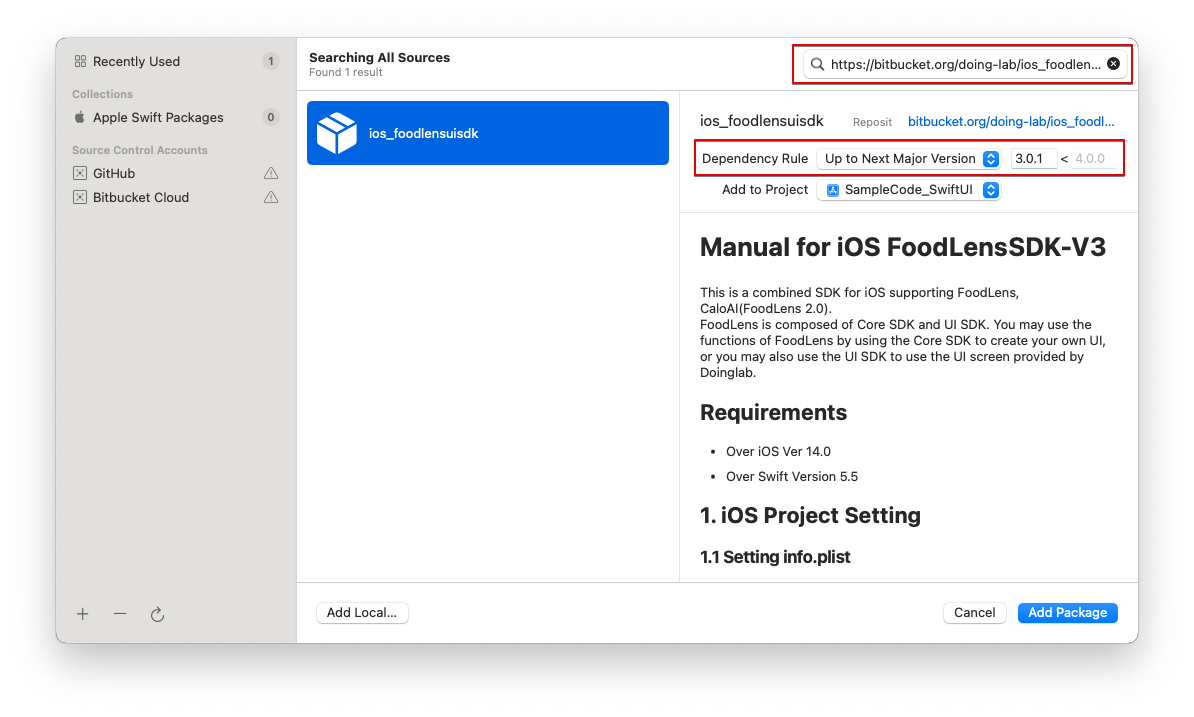 Recently Used 1
Collections
Apple Swift Packages 0
Source Control Accounts
GitHub
Bitbucket Cloud
Searching All Sources
Found 1 result
https://bitbucket.org/doing-lab/ios_foodlen...
ios_foodlensuisdk
ios_foodlensuisdk Reposit bitbucket.org/doing-lab/ios_foodl...
Dependency Rule Up to Next Major Version 3.0.1 < 4.0.0
Add to Project SampleCode_SwiftUI
Manual for iOS FoodLensSDK-V3
This is a combined SDK for iOS supporting FoodLens,
CaloAI(FoodLens 2.0).
FoodLens is composed of Core SDK and UI SDK. You may use the
functions of FoodLens by using the Core SDK to create your own UI,
or you may also use the UI SDK to use the UI screen provided by
Doinglab.
Requirements
• Over iOS Ver 14.0
• Over Swift Version 5.5
1. iOS Project Setting
1.1 Setting info.plist
Add Local...
Cancel
Add Package